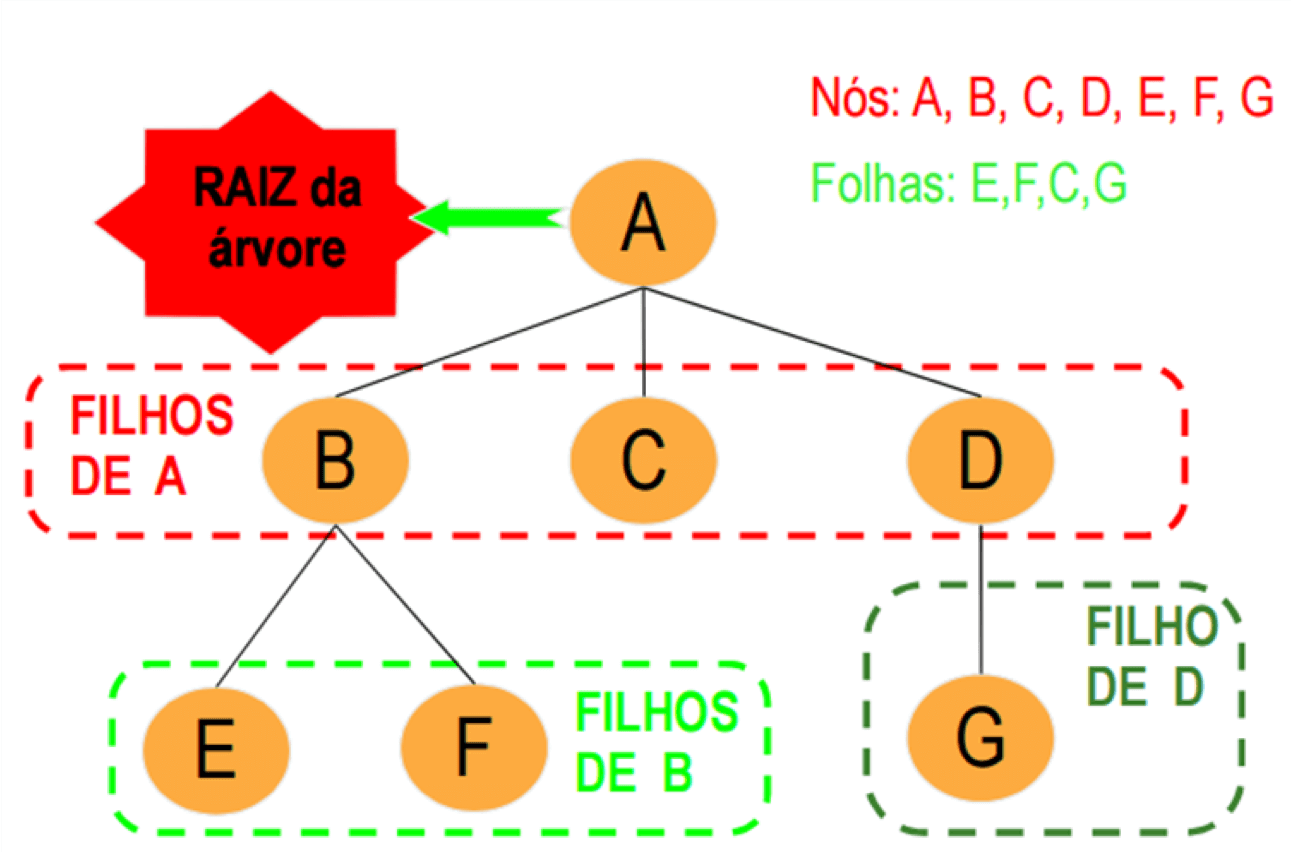 Nós: A, B, C, D, E, F, G
Folhas: E,F,C,G
RAIZ da
árvore
A
FILHOS
DE A
B
C
D
E
F
FILHOS
DE B
FILHO
DE D
G